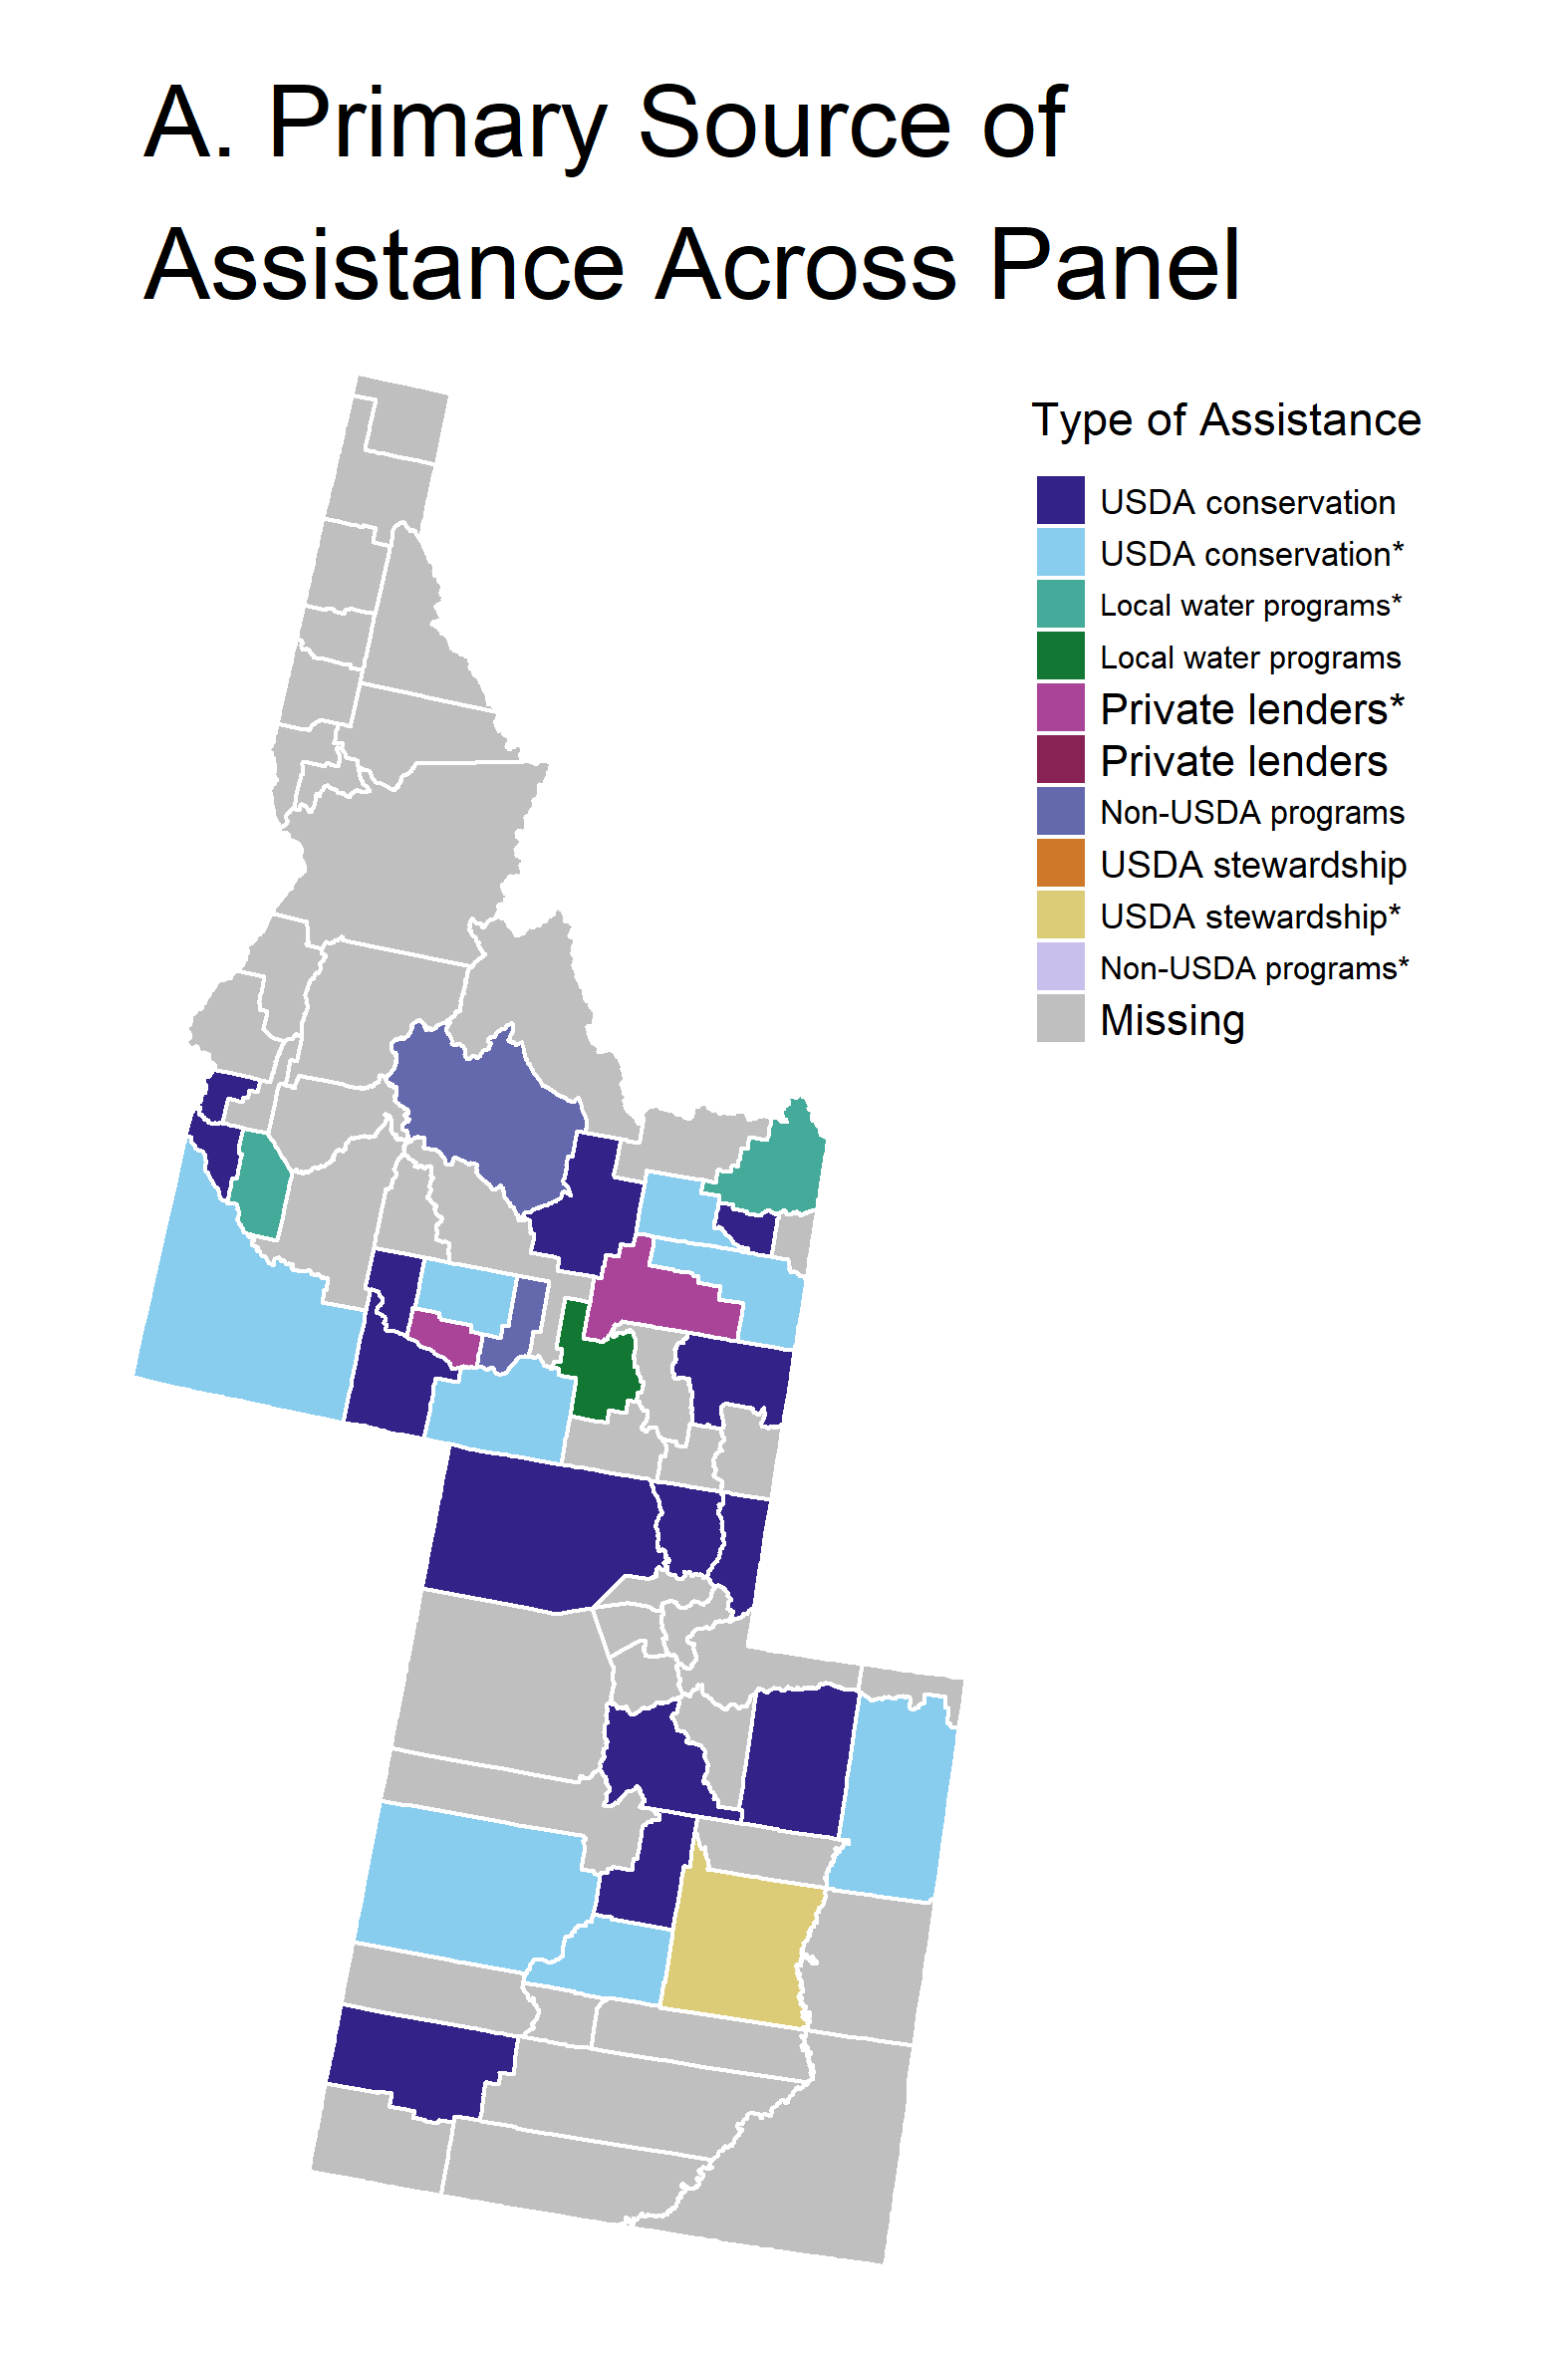 A. Primary Source of
Assistance Across Panel
Type of Assistance
USDA conservation
USDA conservation*
Local water programs*
Local water programs
Private lenders*
Private lenders
Non-USDA programs
USDA stewardship
USDA stewardship*
Non-USDA programs*
Missing